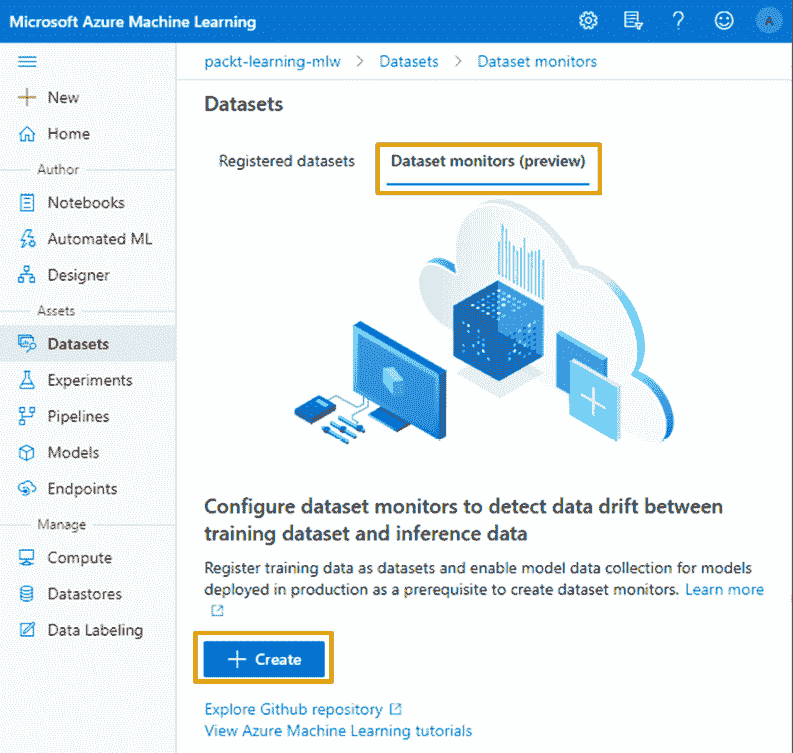 Microsoft Azure Machine Learning
A
packt-learning-mlw > Datasets > Dataset monitors
New
Home
Author
Notebooks
Automated ML
Designer
Assets
Datasets
Experiments
Pipelines
Models
Endpoints
Manage
Compute
Datastores
Data Labeling
Datasets
Registered datasets
Dataset monitors (preview)
Configure dataset monitors to detect data drift between
training dataset and inference data
Register training data as datasets and enable model data collection for models
deployed in production as a prerequisite to create dataset monitors. Learn more
+ Create
Explore Github repository
View Azure Machine Learning tutorials